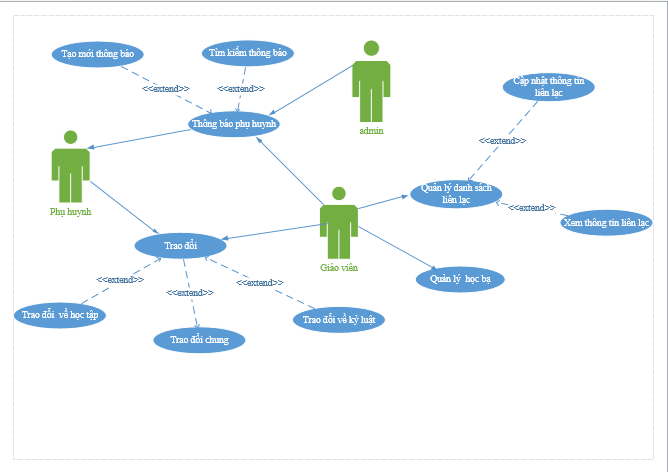 Tạo mới thông báo
Tìm kiếm thông báo
<<extend>>
<<extend>>
Cập nhật thông tin
liên lạc
Thông báo phụ huynh
admin
<<extend>>
Phụ huynh
Quản lý danh sách
liên lạc
<<extend>>
Xem thông tin liên lạc
Trao đổi
Giáo viên
Quản lý học bạ
<<extend>>
<<extend>>
<<extend>>
Trao đổi về học tập
Trao đổi chung
Trao đổi về kỷ luật